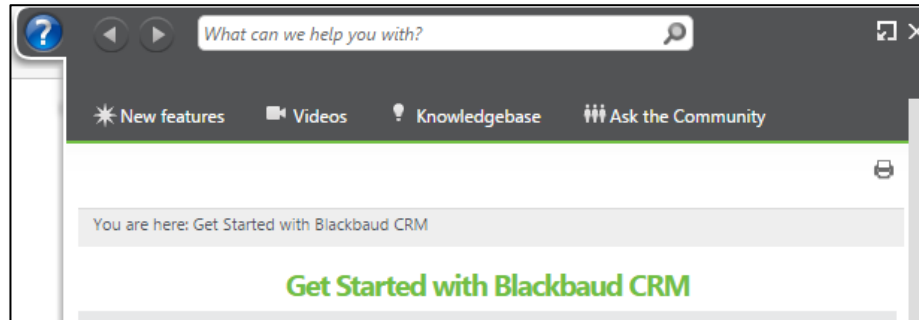 What can we help you with?
New features Videos Knowledgebase Ask the Community
You are here: Get Started with Blackbaud CRM
Get Started with Blackbaud CRM